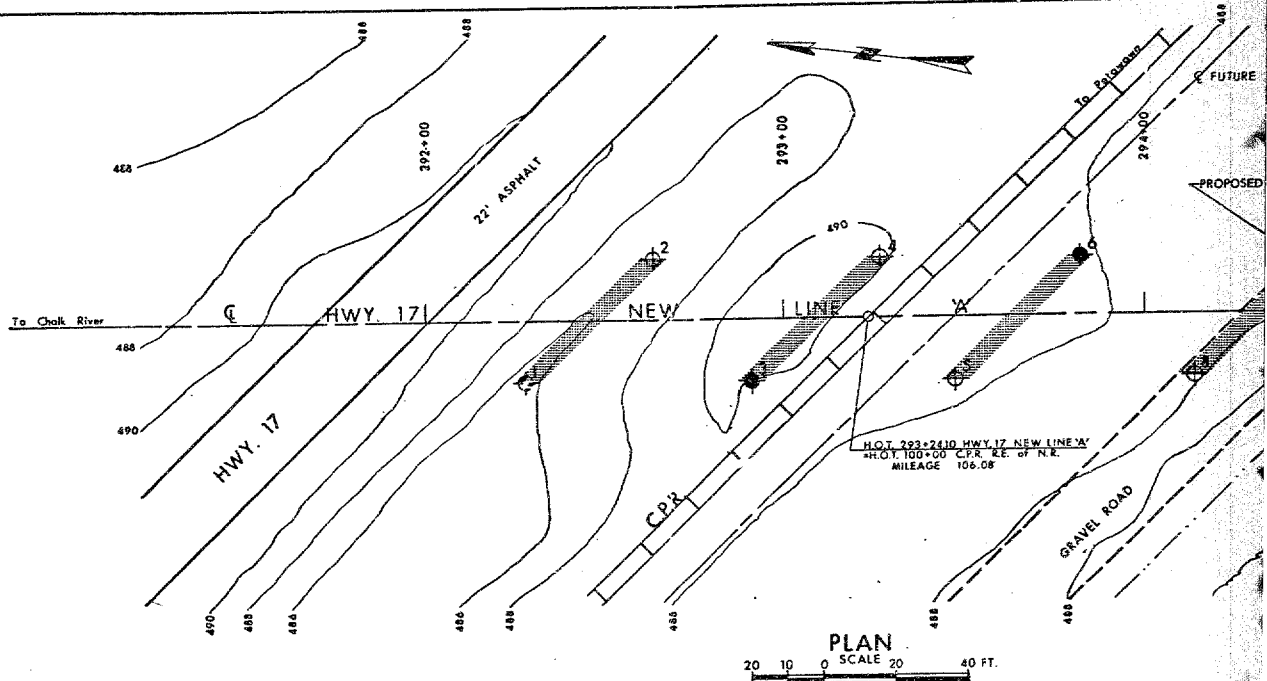 486
488
488
℄ FUTURE
To Petawawa
392+00
293+00
294+00
488
22' ASPHALT
PROPOSED
490
2
4
6
To Chalk River
℄
HWY. 17
NEW
LINE
'A'
488
1
3
5
490
HWY. 17
H.O.T. 293+24.10 HWY. 17 NEW LINE 'A'
=H.O.T. 100+00 C.P.R. R.E. of N.R.
MILEAGE 106.08
C.P.R
GRAVEL ROAD
490
488
486
486
488
488
488
488
PLAN
SCALE
20 10 0 20 40 FT.